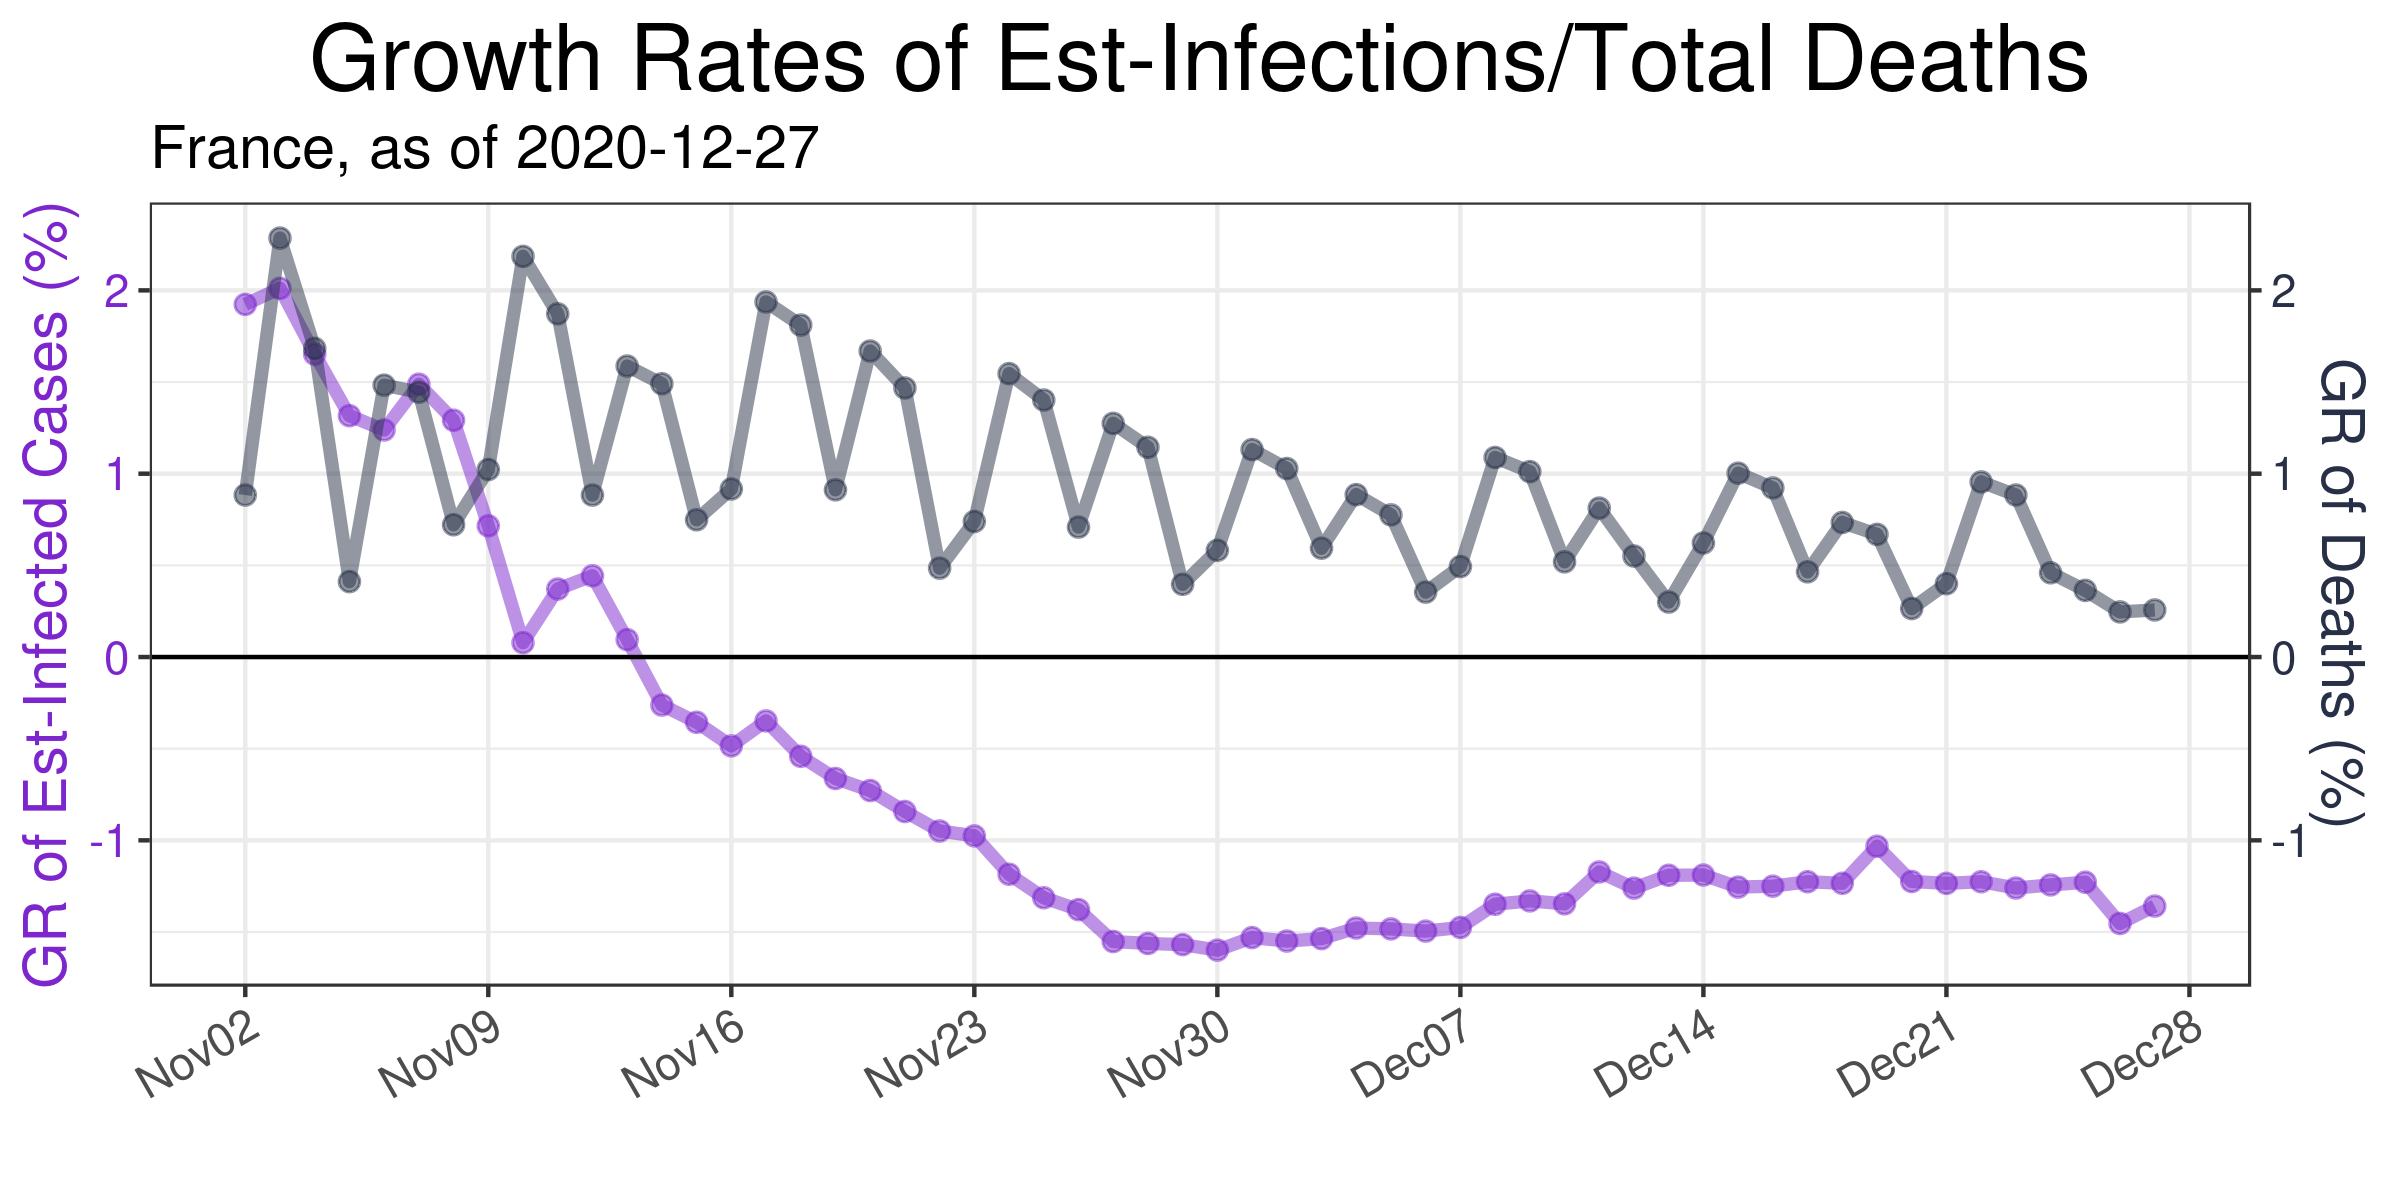 Growth Rates of Est-Infections/Total Deaths
France, as of 2020-12-27
GR of Est-Infected Cases (%)
2
1
0
-1
2
1
0
-1
GR of Deaths (%)
Nov02
Nov09
Nov16
Nov23
Nov30
Dec07
Dec14
Dec21
Dec28